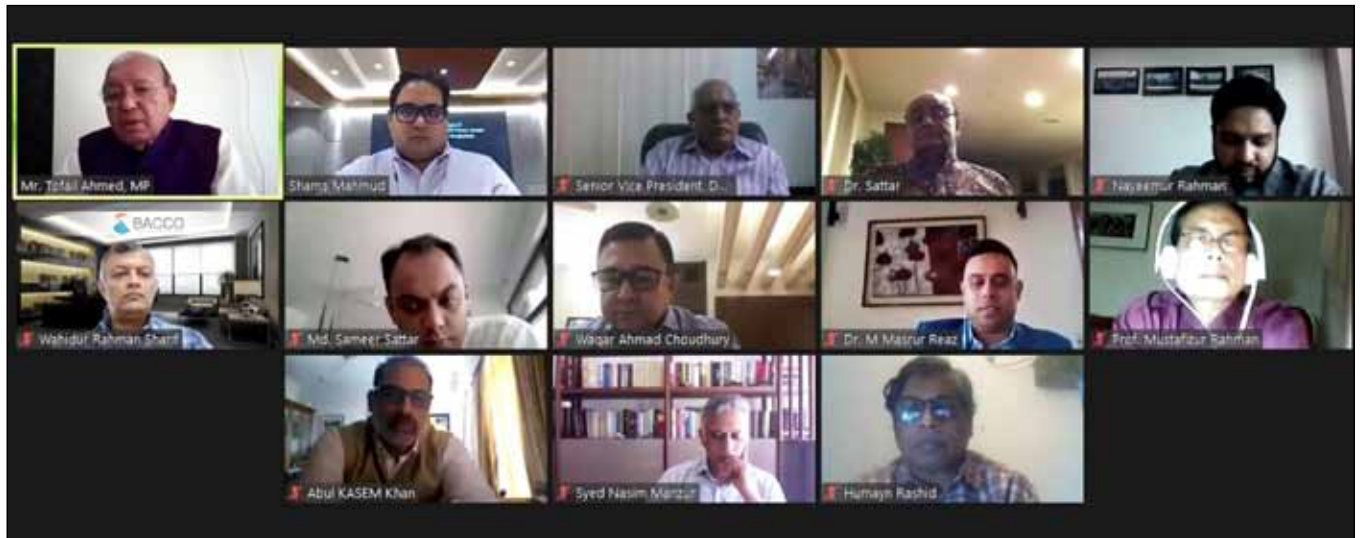 Mr. Tofail Ahmed, MP
Shams Mahmud
Senior Vice President, D...
Dr. Sattar
Nayeemur Rahman
BACCO
Wahidur Rahman Sharif
Md. Sameer Sattar
Waqar Ahmad Choudhury
Dr. M Masrur Reaz
Prof. Mustafizur Rahman
Abul KASEM Khan
Syed Nasim Manzur
Humayn Rashid